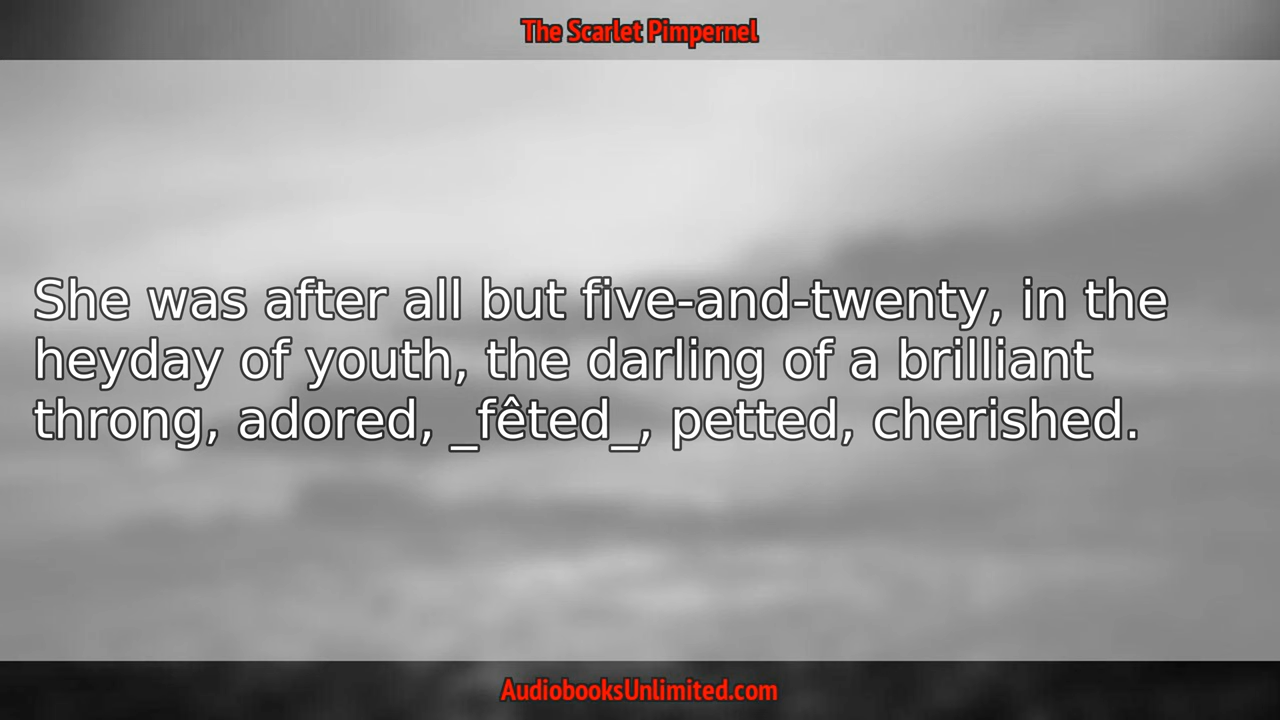 The Scarlet Pimpernel
She was after all but five-and-twenty, in the
heyday of youth, the darling of a brilliant
throng, adored, _fêted_, petted, cherished.
AudiobooksUnlimited.com